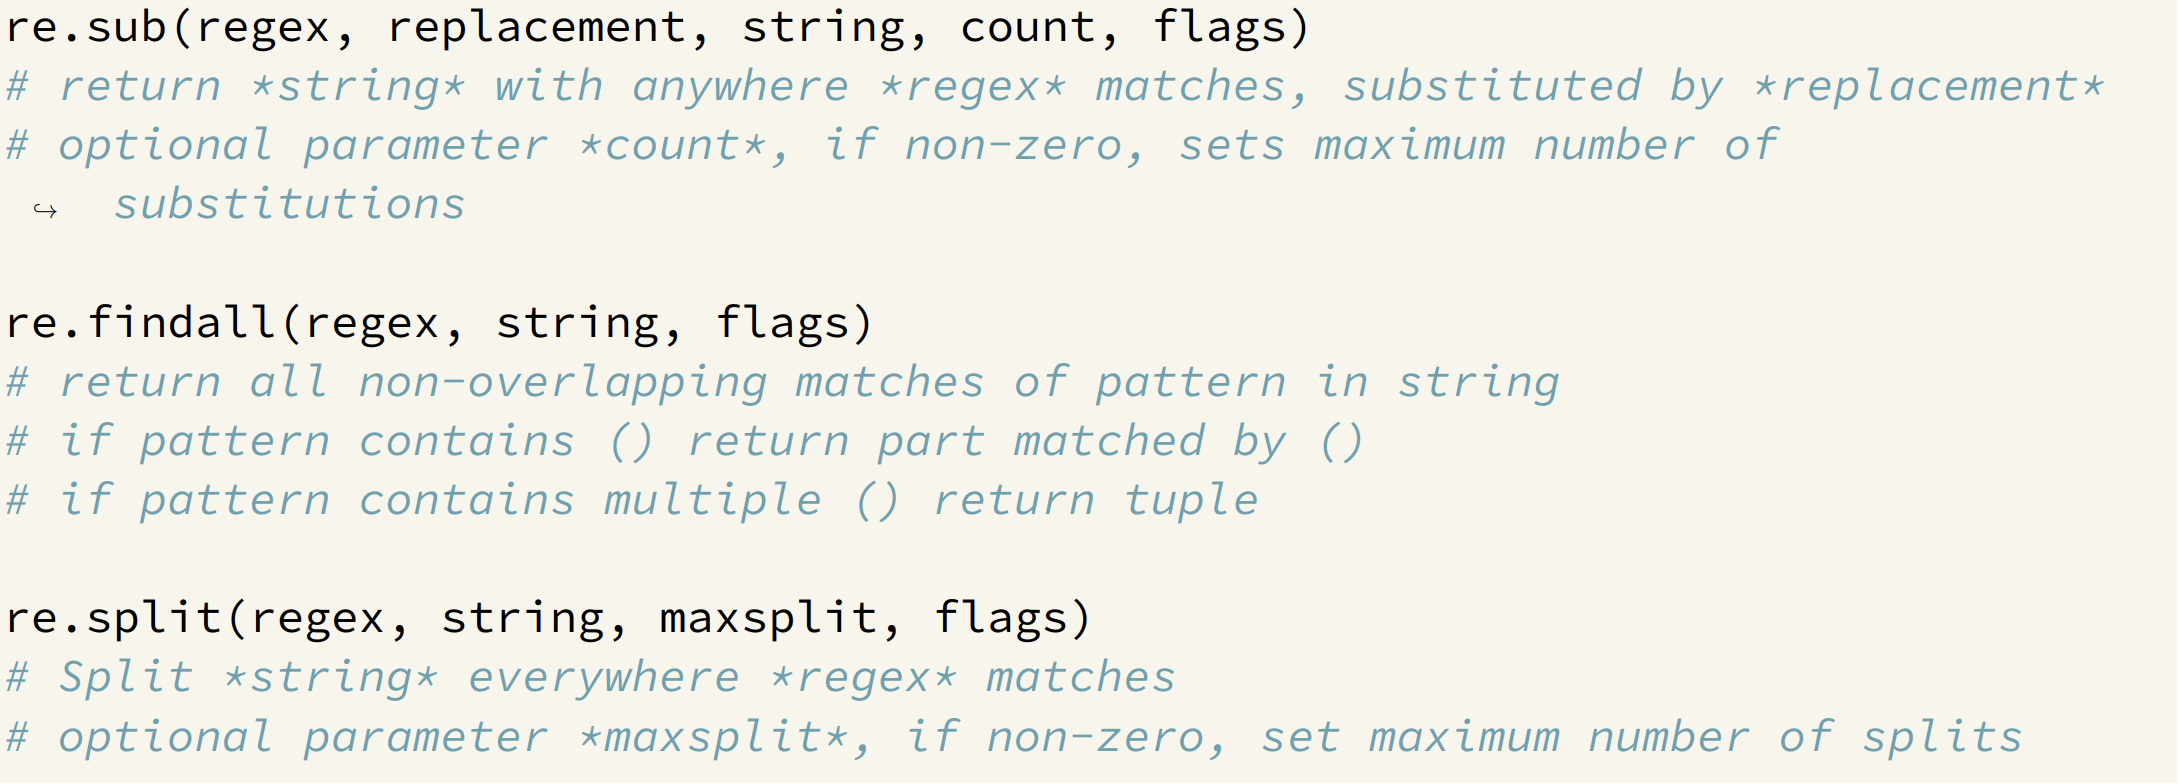 re.sub(regex, replacement, string, count, flags)
# return *string* with anywhere *regex* matches, substituted by *replacement*
# optional parameter *count*, if non-zero, sets maximum number of
↪ substitutions
re.findall(regex, string, flags)
# return all non-overlapping matches of pattern in string
# if pattern contains () return part matched by ()
# if pattern contains multiple () return tuple
re.split(regex, string, maxsplit, flags)
# Split *string* everywhere *regex* matches
# optional parameter *maxsplit*, if non-zero, set maximum number of splits